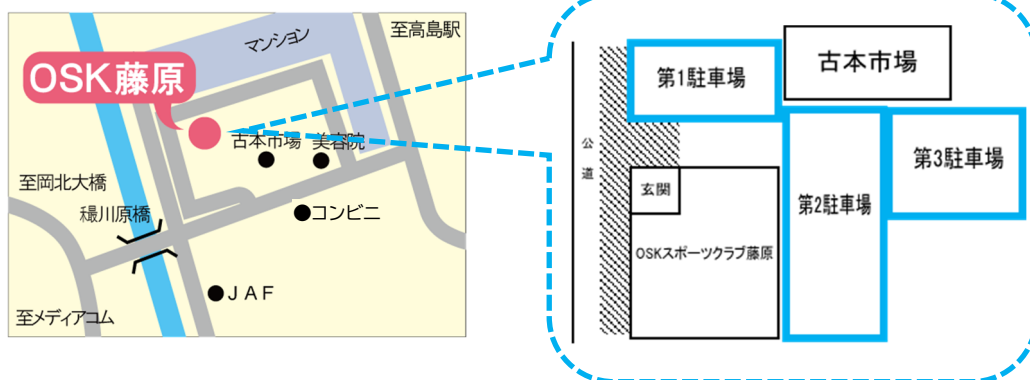 至高島駅
マンション
OSK藤原
古本市場
美容院
至岡北大橋
穝川原橋
コンビニ
JAF
至メディアコム
古本市場
第1駐車場
公道
第3駐車場
玄関
第2駐車場
OSKスポーツクラブ藤原